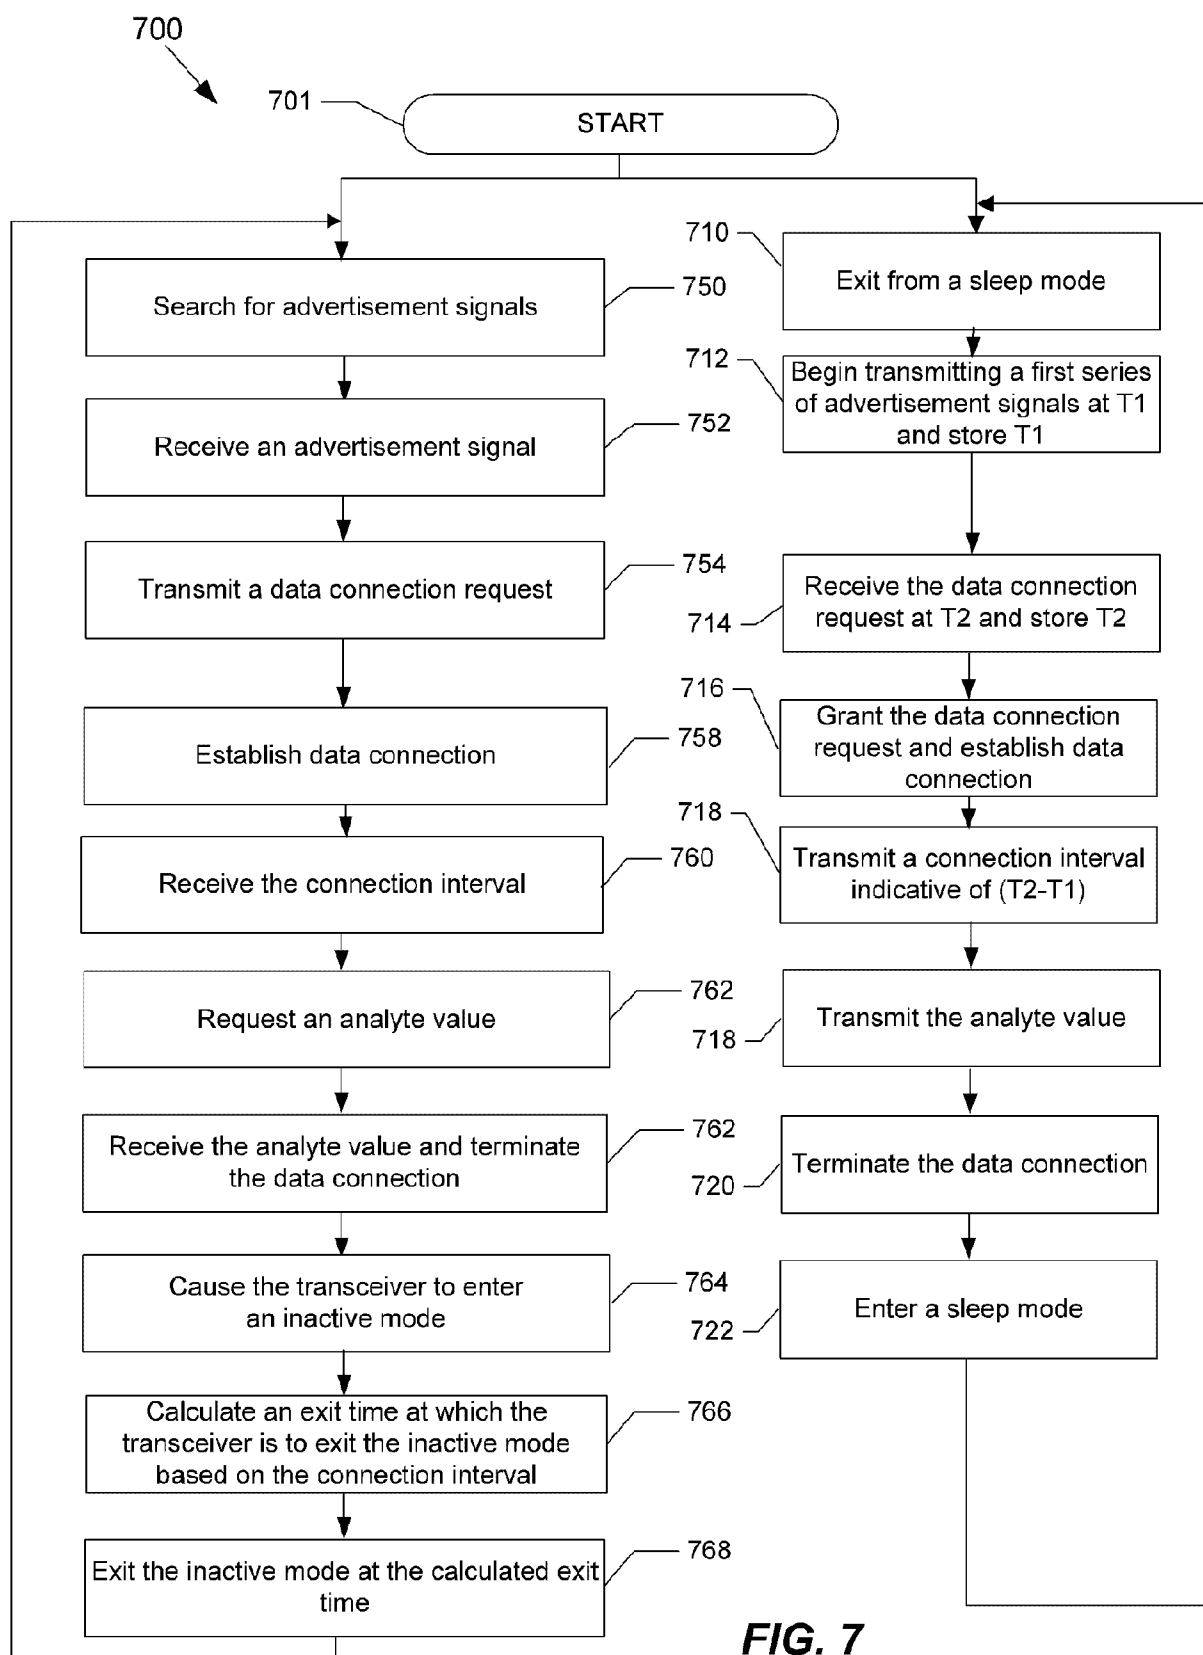 700
701
START
710
Exit from a sleep mode
Search for advertisement signals
750
712
Begin transmitting a first series
of advertisement signals at T1
and store T1
Receive an advertisement signal
752
Transmit a data connection request
754
714
Receive the data connection
request at T2 and store T2
716
Grant the data connection
request and establish data
connection
Establish data connection
758
718
Transmit a connection interval
indicative of (T2-T1)
Receive the connection interval
760
Request an analyte value
762
718
Transmit the analyte value
Receive the analyte value and terminate
the data connection
762
720
Terminate the data connection
Cause the transceiver to enter
an inactive mode
764
722
Enter a sleep mode
Calculate an exit time at which the
transceiver is to exit the inactive mode
based on the connection interval
766
Exit the inactive mode at the calculated exit
time
768
FIG. 7